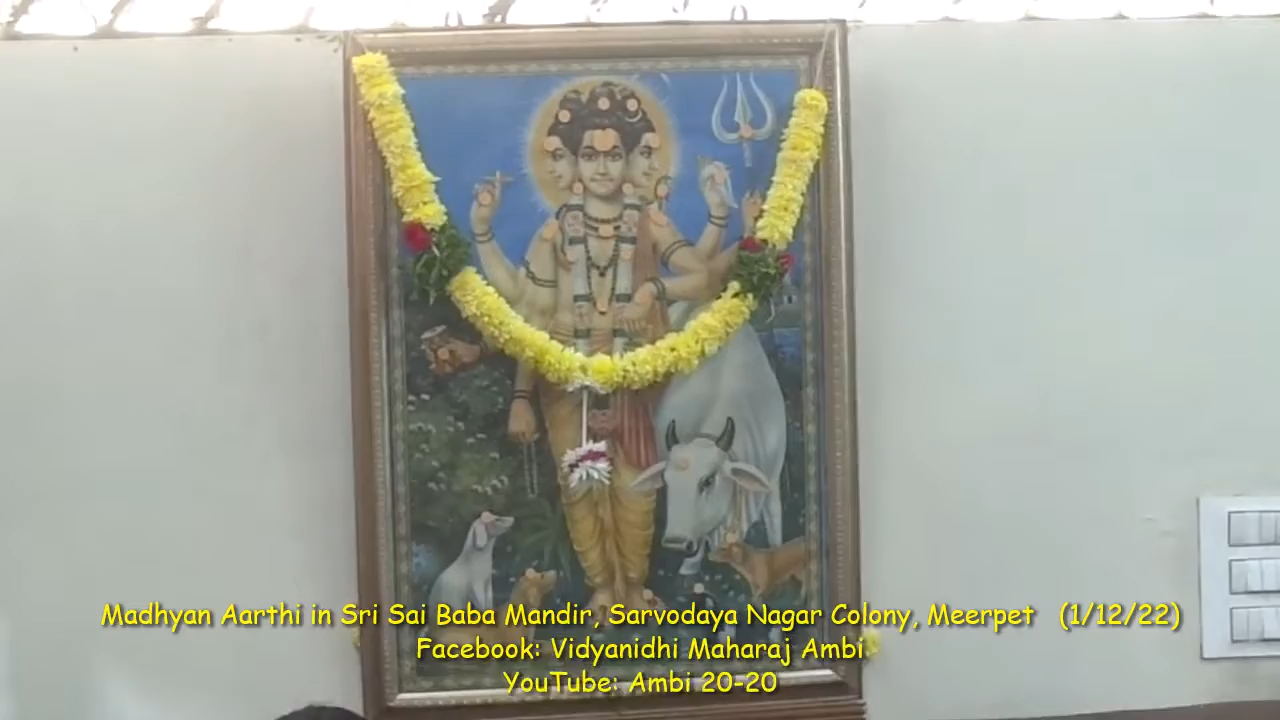 Madhyan Aarthi in Sri Sai Baba Mandir, Sarvodaya Nagar Colony, Meerpet (1/12/22)
Facebook: Vidyanidhi Maharaj Ambi
YouTube: Ambi 20-20